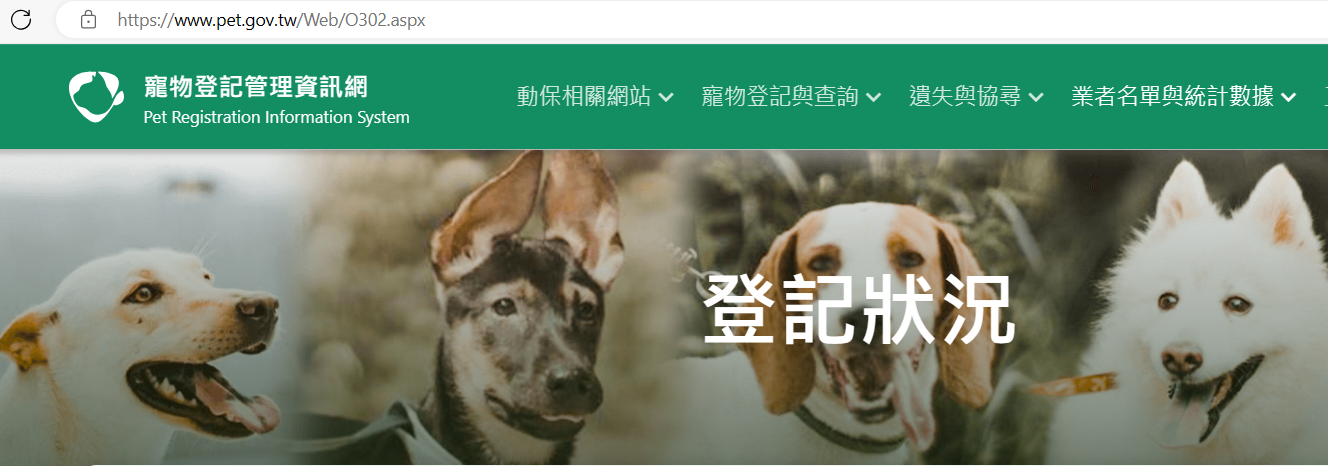 https://www.pet.gov.tw/Web/O302.aspx
寵物登記管理資訊網
Pet Registration Information System
動保相關網站 寵物登記與查詢 遺失與協尋 業者名單與統計數據
登記狀況